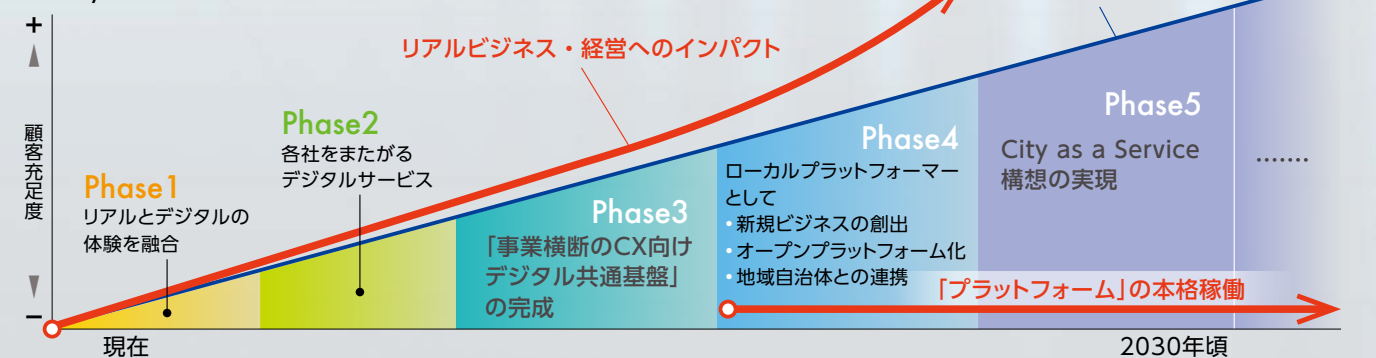 +
リアルビジネス・経営へのインパクト
顧客充足度
Phase1
リアルとデジタルの
体験を融合
Phase2
各社をまたがる
デジタルサービス
Phase3
「事業横断のCX向け
デジタル共通基盤」
の完成
Phase4
ローカルプラットフォーマー
として
・新規ビジネスの創出
・オープンプラットフォーム化
・地域自治体との連携
Phase5
City as a Service
構想の実現
.......
「プラットフォーム」の本格稼働
−
現在
2030年頃